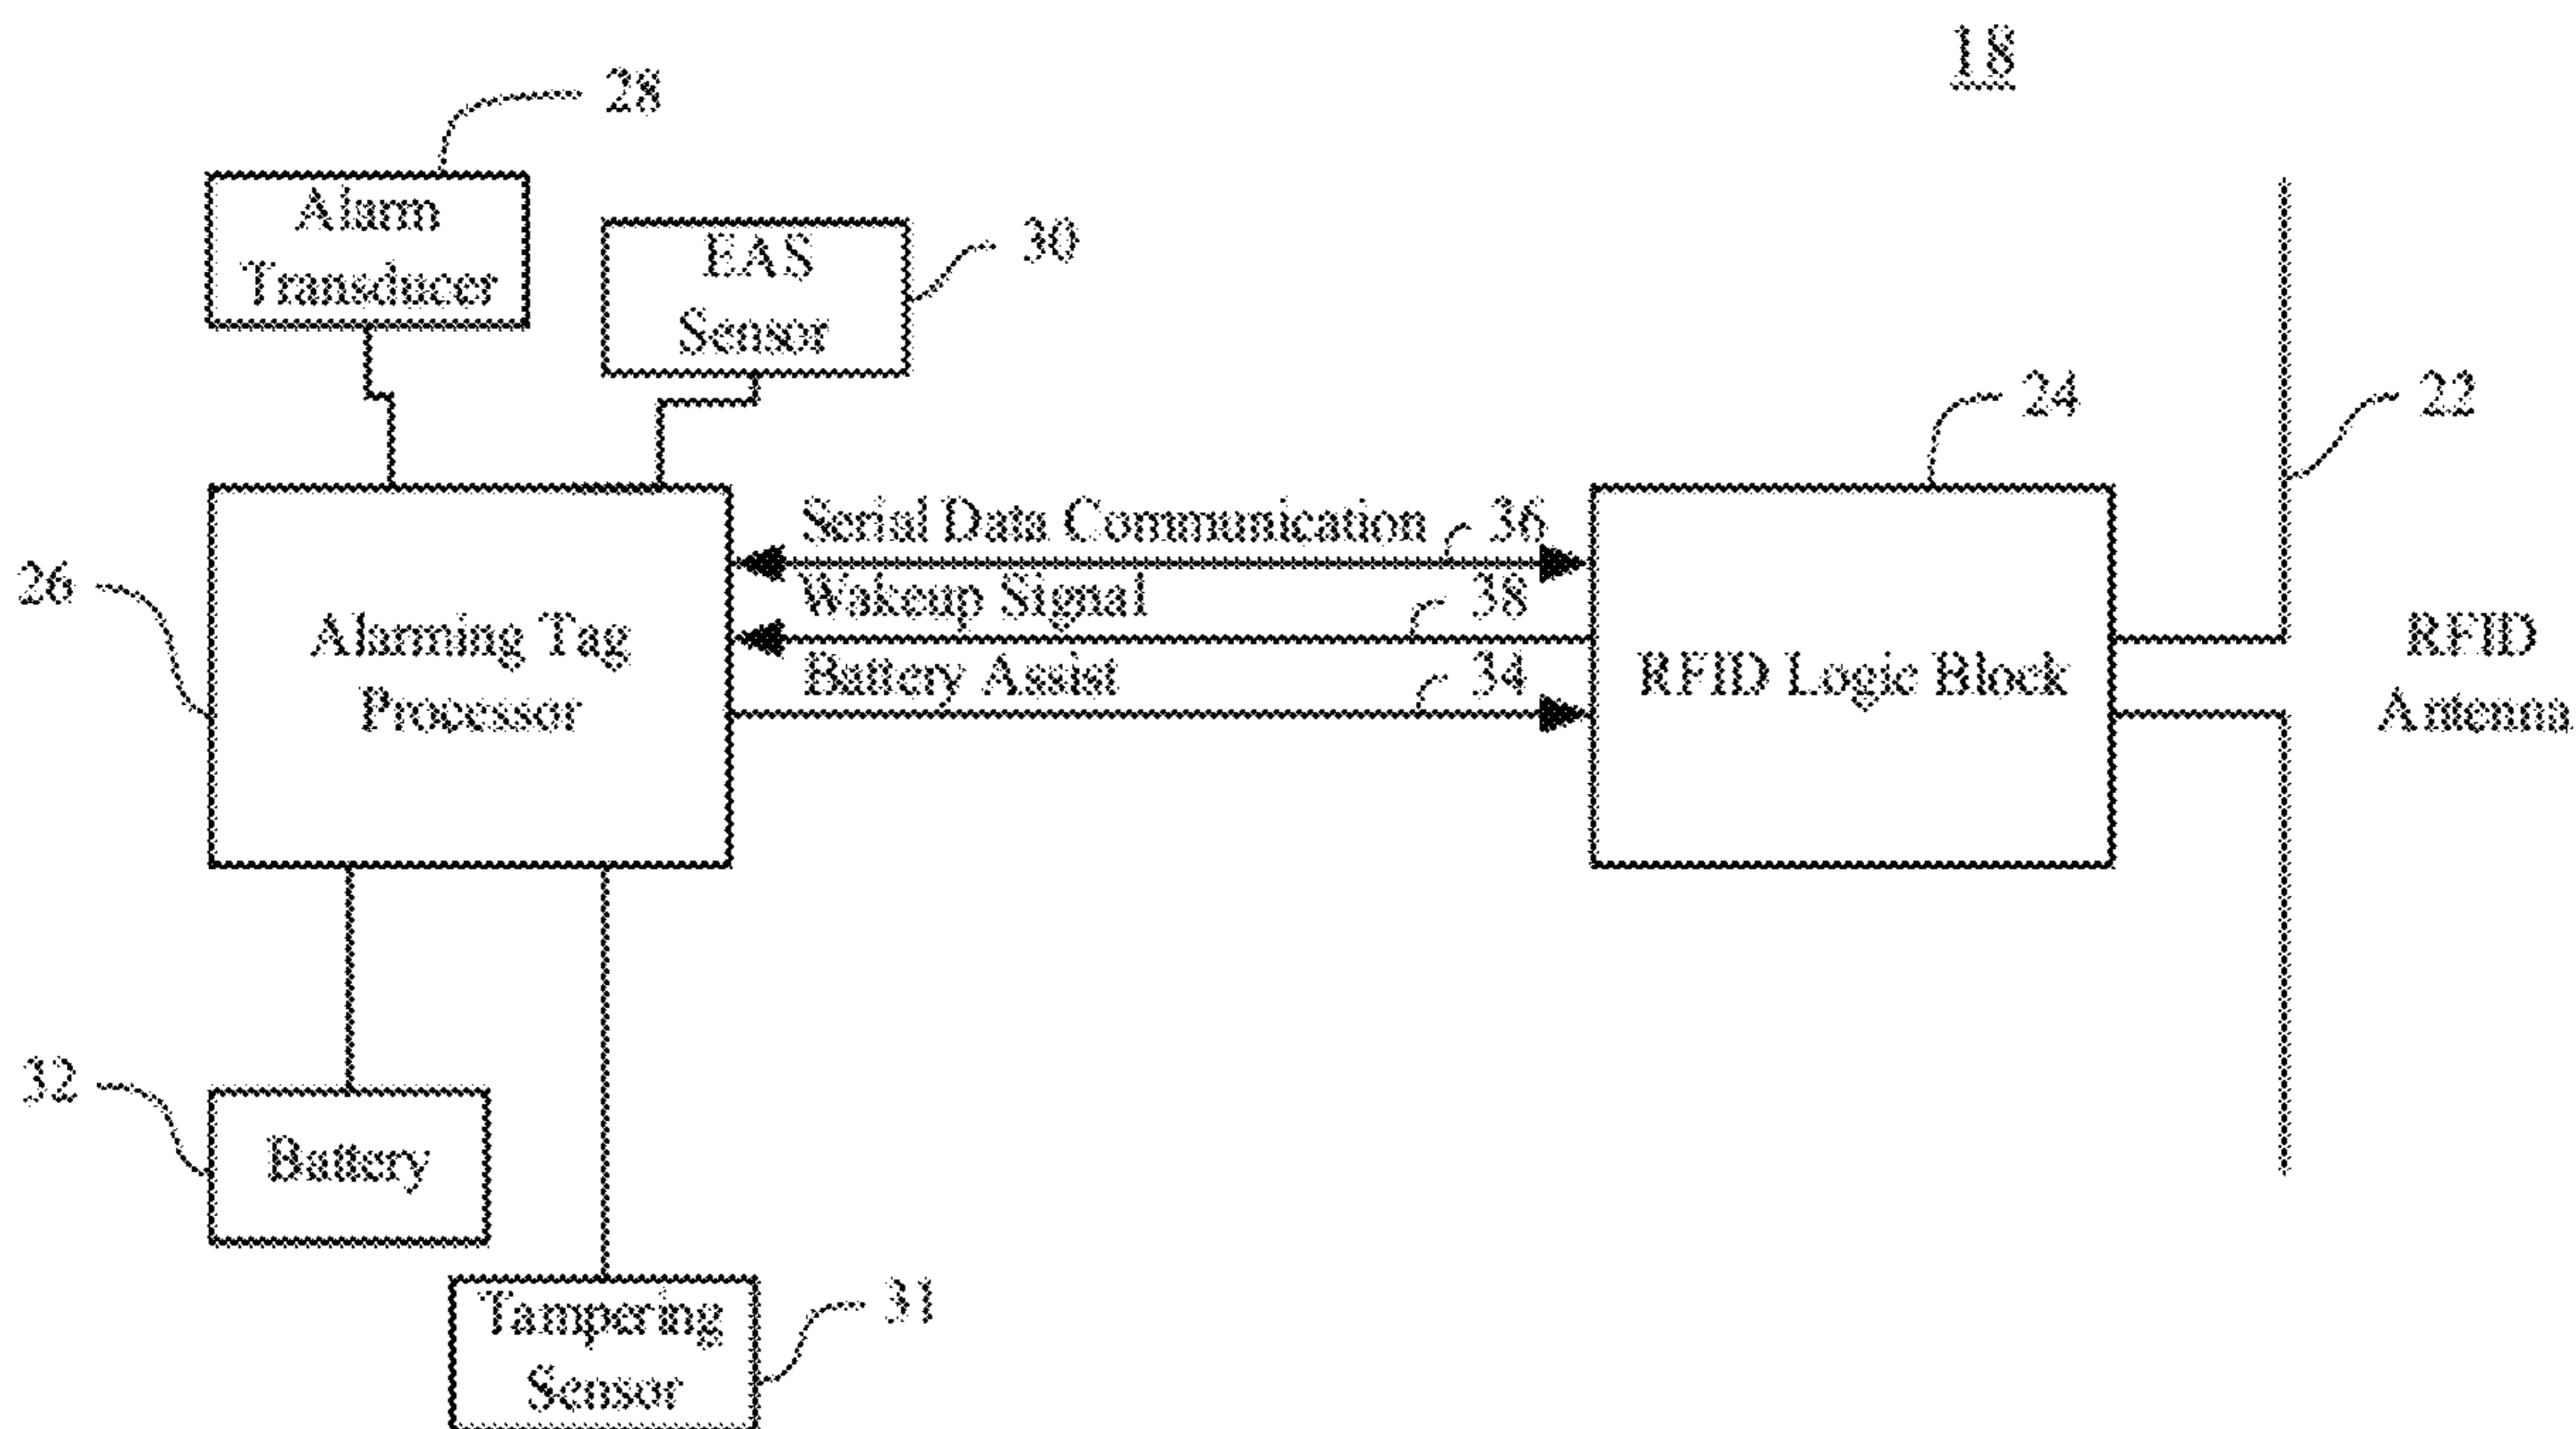 18
28
Alarm
Transducer
EAS
Sensor
30
24
22
Serial Data Communication
36
26
Wakeup Signal
38
Alarming Tag
Processor
Battery Assist
34
RFID Logic Block
RFID
Antenna
32
Battery
Tampering
Sensor
31